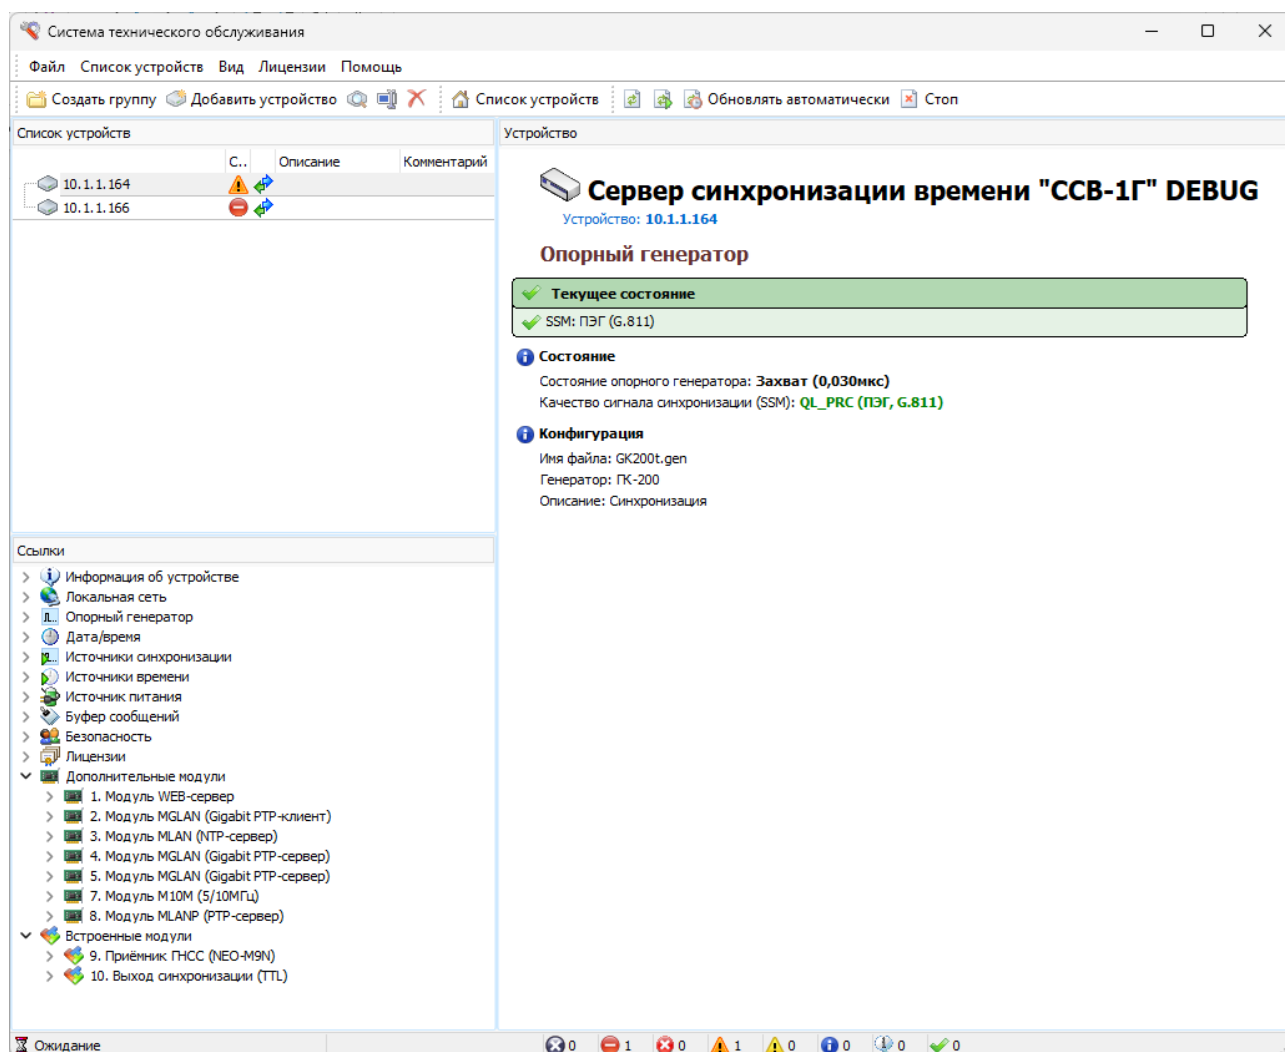 Система технического обслуживания
Файл Список устройств Вид Лицензии Помощь
Создать группу Добавить устройство Список устройств Обновлять автоматически Стоп
Список устройств
С.. Описание Комментарий
10.1.1.164
10.1.1.166
Ссылки
Информация об устройстве
Локальная сеть
Опорный генератор
Дата/время
Источники синхронизации
Источники времени
Источник питания
Буфер сообщений
Безопасность
Лицензии
Дополнительные модули
1. Модуль WEB-сервер
2. Модуль MGLAN (Gigabit PTP-клиент)
3. Модуль MLAN (NTP-сервер)
4. Модуль MGLAN (Gigabit PTP-сервер)
5. Модуль MGLAN (Gigabit PTP-сервер)
7. Модуль M10M (5/10МГц)
8. Модуль MLANP (PTP-сервер)
Встроенные модули
9. Приёмник ГНСС (NEO-M9N)
10. Выход синхронизации (TTL)
Устройство
Сервер синхронизации времени "ССВ-1Г" DEBUG
Устройство: 10.1.1.164
Опорный генератор
Текущее состояние
SSM: ПЭГ (G.811)
Состояние
Состояние опорного генератора: Захват (0,030мкс)
Качество сигнала синхронизации (SSM): QL_PRC (ПЭГ, G.811)
Конфигурация
Имя файла: GK200t.gen
Генератор: ГК-200
Описание: Синхронизация
Ожидание 0 1 0 1 0 0 0 0